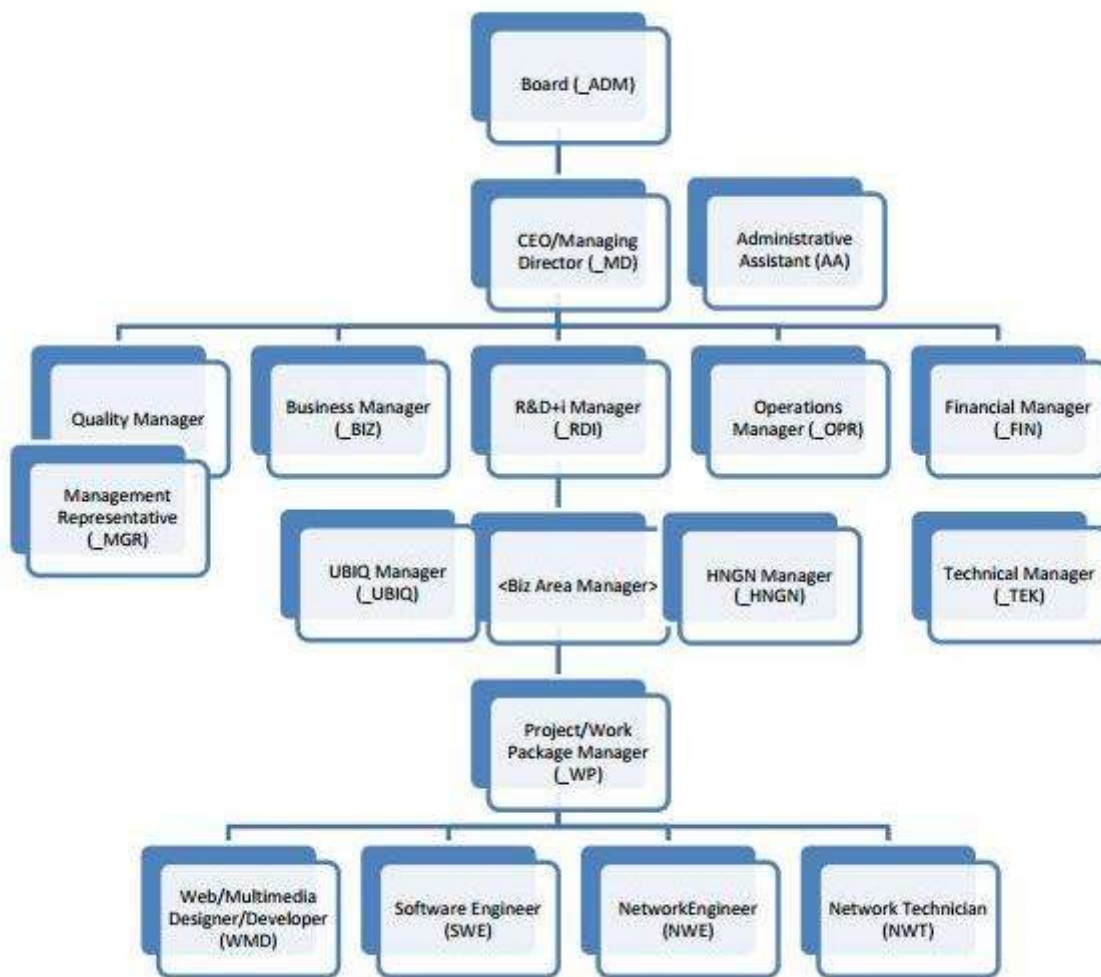 Board (_ADM)
CEO/Managing
Director (_MD)
Administrative
Assistant (AA)
Quality Manager
Business Manager
(_BIZ)
R&D+i Manager
(_RDI)
Operations
Manager (_OPR)
Financial Manager
(_FIN)
Management
Representative
(_MGR)
UBIQ Manager
(_UBIQ)
<Biz Area Manager>
HNGN Manager
(_HNGN)
Technical Manager
(_TEK)
Project/Work
Package Manager
(_WP)
Web/Multimedia
Designer/Developer
(WMD)
Software Engineer
(SWE)
NetworkEngineer
(NWE)
Network Technician
(NWT)